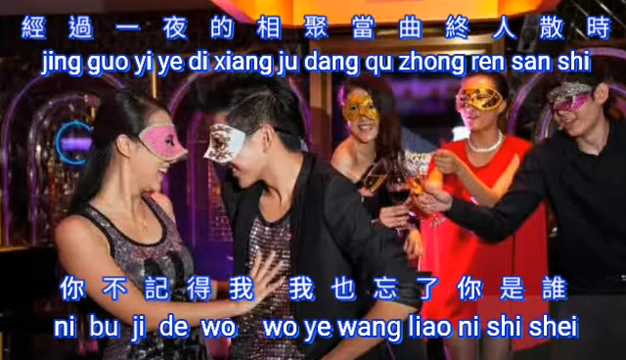 經過一夜的相聚當曲終人散時
jing guo yi ye di xiang ju dang qu zhong ren san shi
你不記得我 我也忘了你是誰
ni bu ji de wo wo ye wang liao ni shi shei